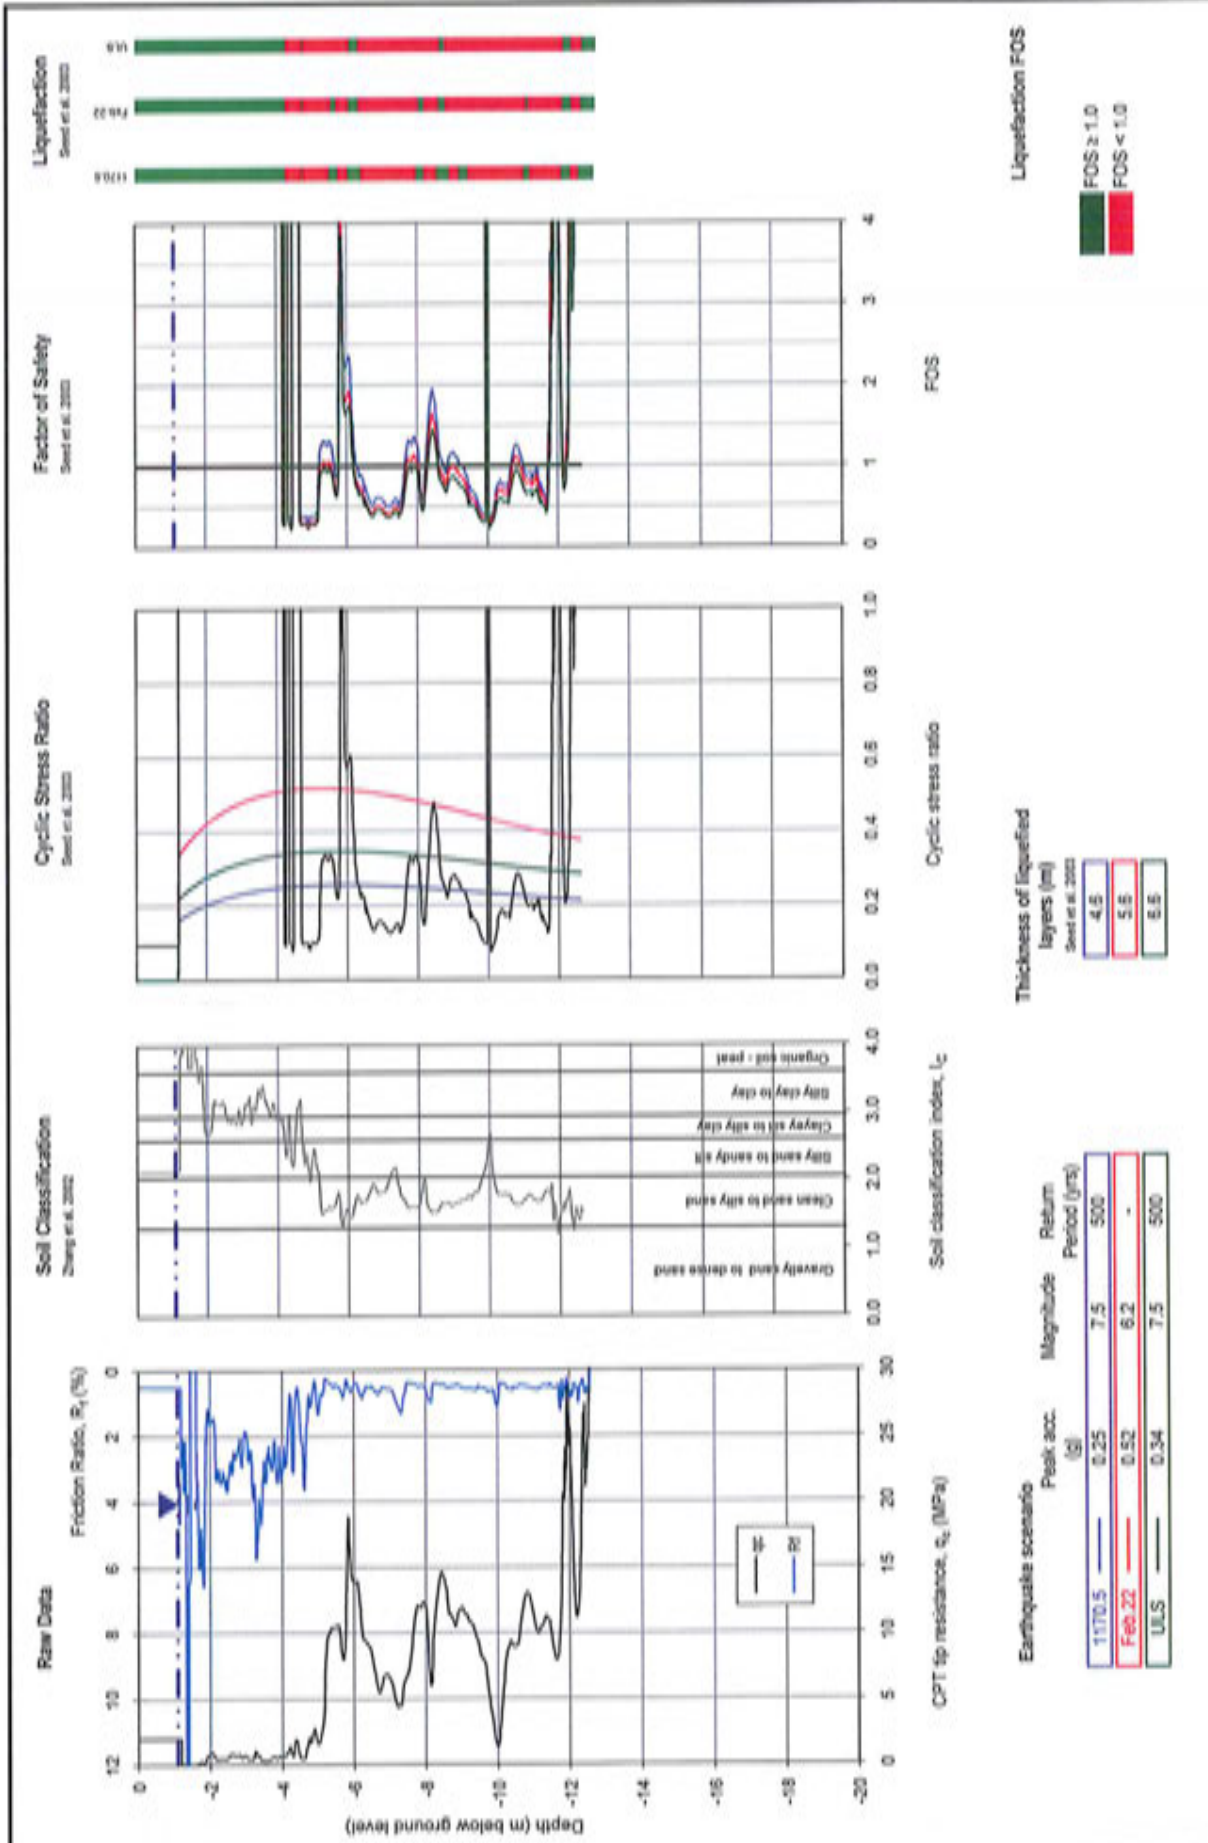 Raw Data
Friction Ratio, Rf (%)
12 10 8 6 4 2 0
0
-2
-4
-6
-8
-10
-12
-14
-16
-18
-20
Depth (m below ground level)
qc
Rf
0 5 10 15 20 25 30
CPT tip resistance, qc (MPa)
Soil Classification
Zhang et al. 2002
Gravelly sand to dense sand
Clean sand to silty sand
Silty sand to sandy silt
Clayey silt to silty clay
Silty clay to clay
Organic soil - peat
0.0 1.0 2.0 3.0 4.0
Soil classification index, IC
Cyclic Stress Ratio
Seed et al. 2003
0.0 0.2 0.4 0.6 0.8 1.0
Cyclic stress ratio
Factor of Safety
Seed et al. 2003
0 1 2 3 4
FOS
Liquefaction
Seed et al. 2003
1170.5 Feb.22 ULS
Earthquake scenario
Peak acc. (g) Magnitude Return Period (yrs)
1170.5 0.25 7.5 500
Feb.22 0.52 6.2 -
ULS 0.34 7.5 500
Thickness of liquefied
layers (m)
Seed et al. 2003
4.6
5.6
6.6
Liquefaction FOS
FOS ≥ 1.0
FOS < 1.0